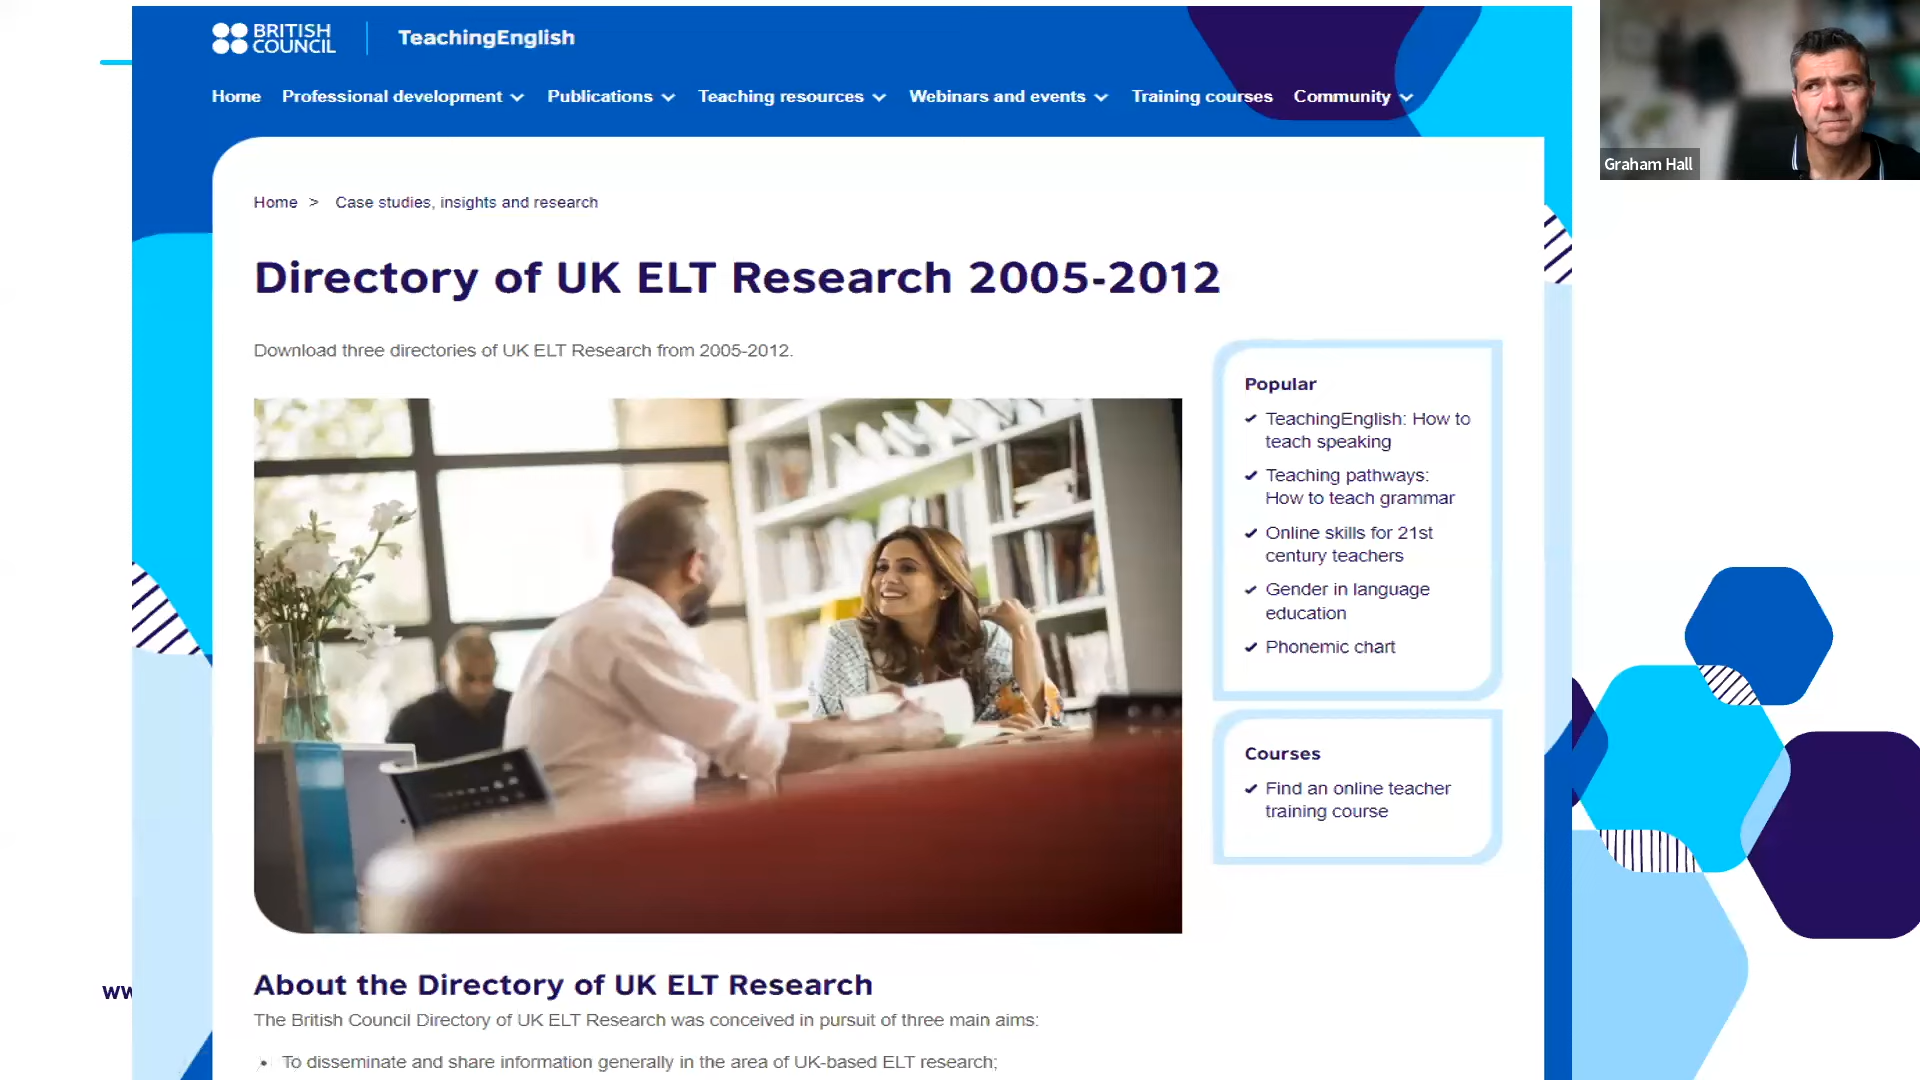 BRITISH
COUNCIL
TeachingEnglish
Home Professional development Publications Teaching resources Webinars and events Training courses Community
Graham Hall
Home > Case studies, insights and research
Directory of UK ELT Research 2005-2012
Download three directories of UK ELT Research from 2005-2012.
Popular
TeachingEnglish: How to
teach speaking
Teaching pathways:
How to teach grammar
Online skills for 21st
century teachers
Gender in language
education
Phonemic chart
Courses
Find an online teacher
training course
About the Directory of UK ELT Research
The British Council Directory of UK ELT Research was conceived in pursuit of three main aims:
• To disseminate and share information generally in the area of UK-based ELT research;